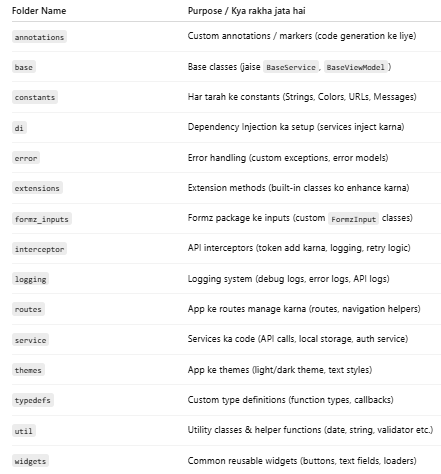 Folder Name Purpose / Kya rakha jata hai
annotations Custom annotations / markers (code generation ke liye)
base Base classes (jaise BaseService, BaseViewModel)
constants Har tarah ke constants (Strings, Colors, URLs, Messages)
di Dependency Injection ka setup (services inject karna)
error Error handling (custom exceptions, error models)
extensions Extension methods (built-in classes ko enhance karna)
formz_inputs Formz package ke inputs (custom FormzInput classes)
interceptor API interceptors (token add karna, logging, retry logic)
logging Logging system (debug logs, error logs, API logs)
routes App ke routes manage karna (routes, navigation helpers)
service Services ka code (API calls, local storage, auth service)
themes App ke themes (light/dark theme, text styles)
typedefs Custom type definitions (function types, callbacks)
util Utility classes & helper functions (date, string, validator etc.)
widgets Common reusable widgets (buttons, text fields, loaders)